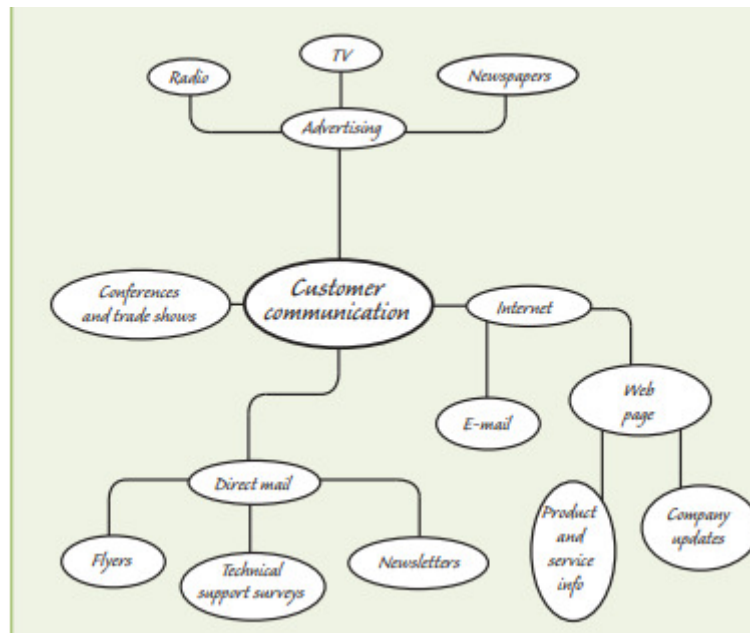 TV
Radio
Newspapers
Advertising
Conferences
and trade shows
Customer
communication
Internet
Web
page
E-mail
Direct mail
Product
and
service
info
Company
updates
Flyers
Technical
support surveys
Newsletters